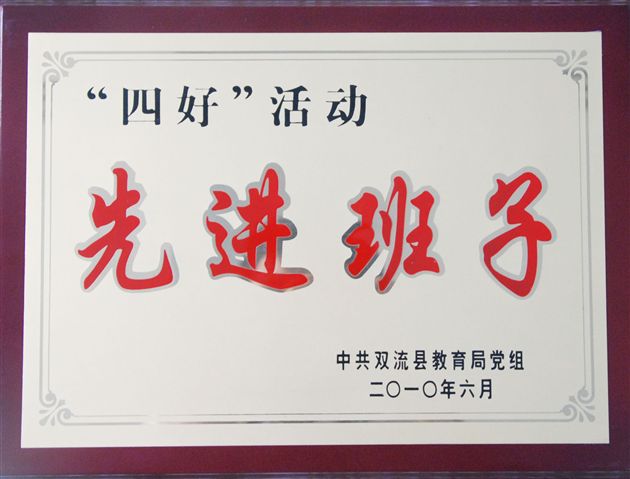 “四好”活动
先进班子
中共双流县教育局党组
二〇一〇年六月